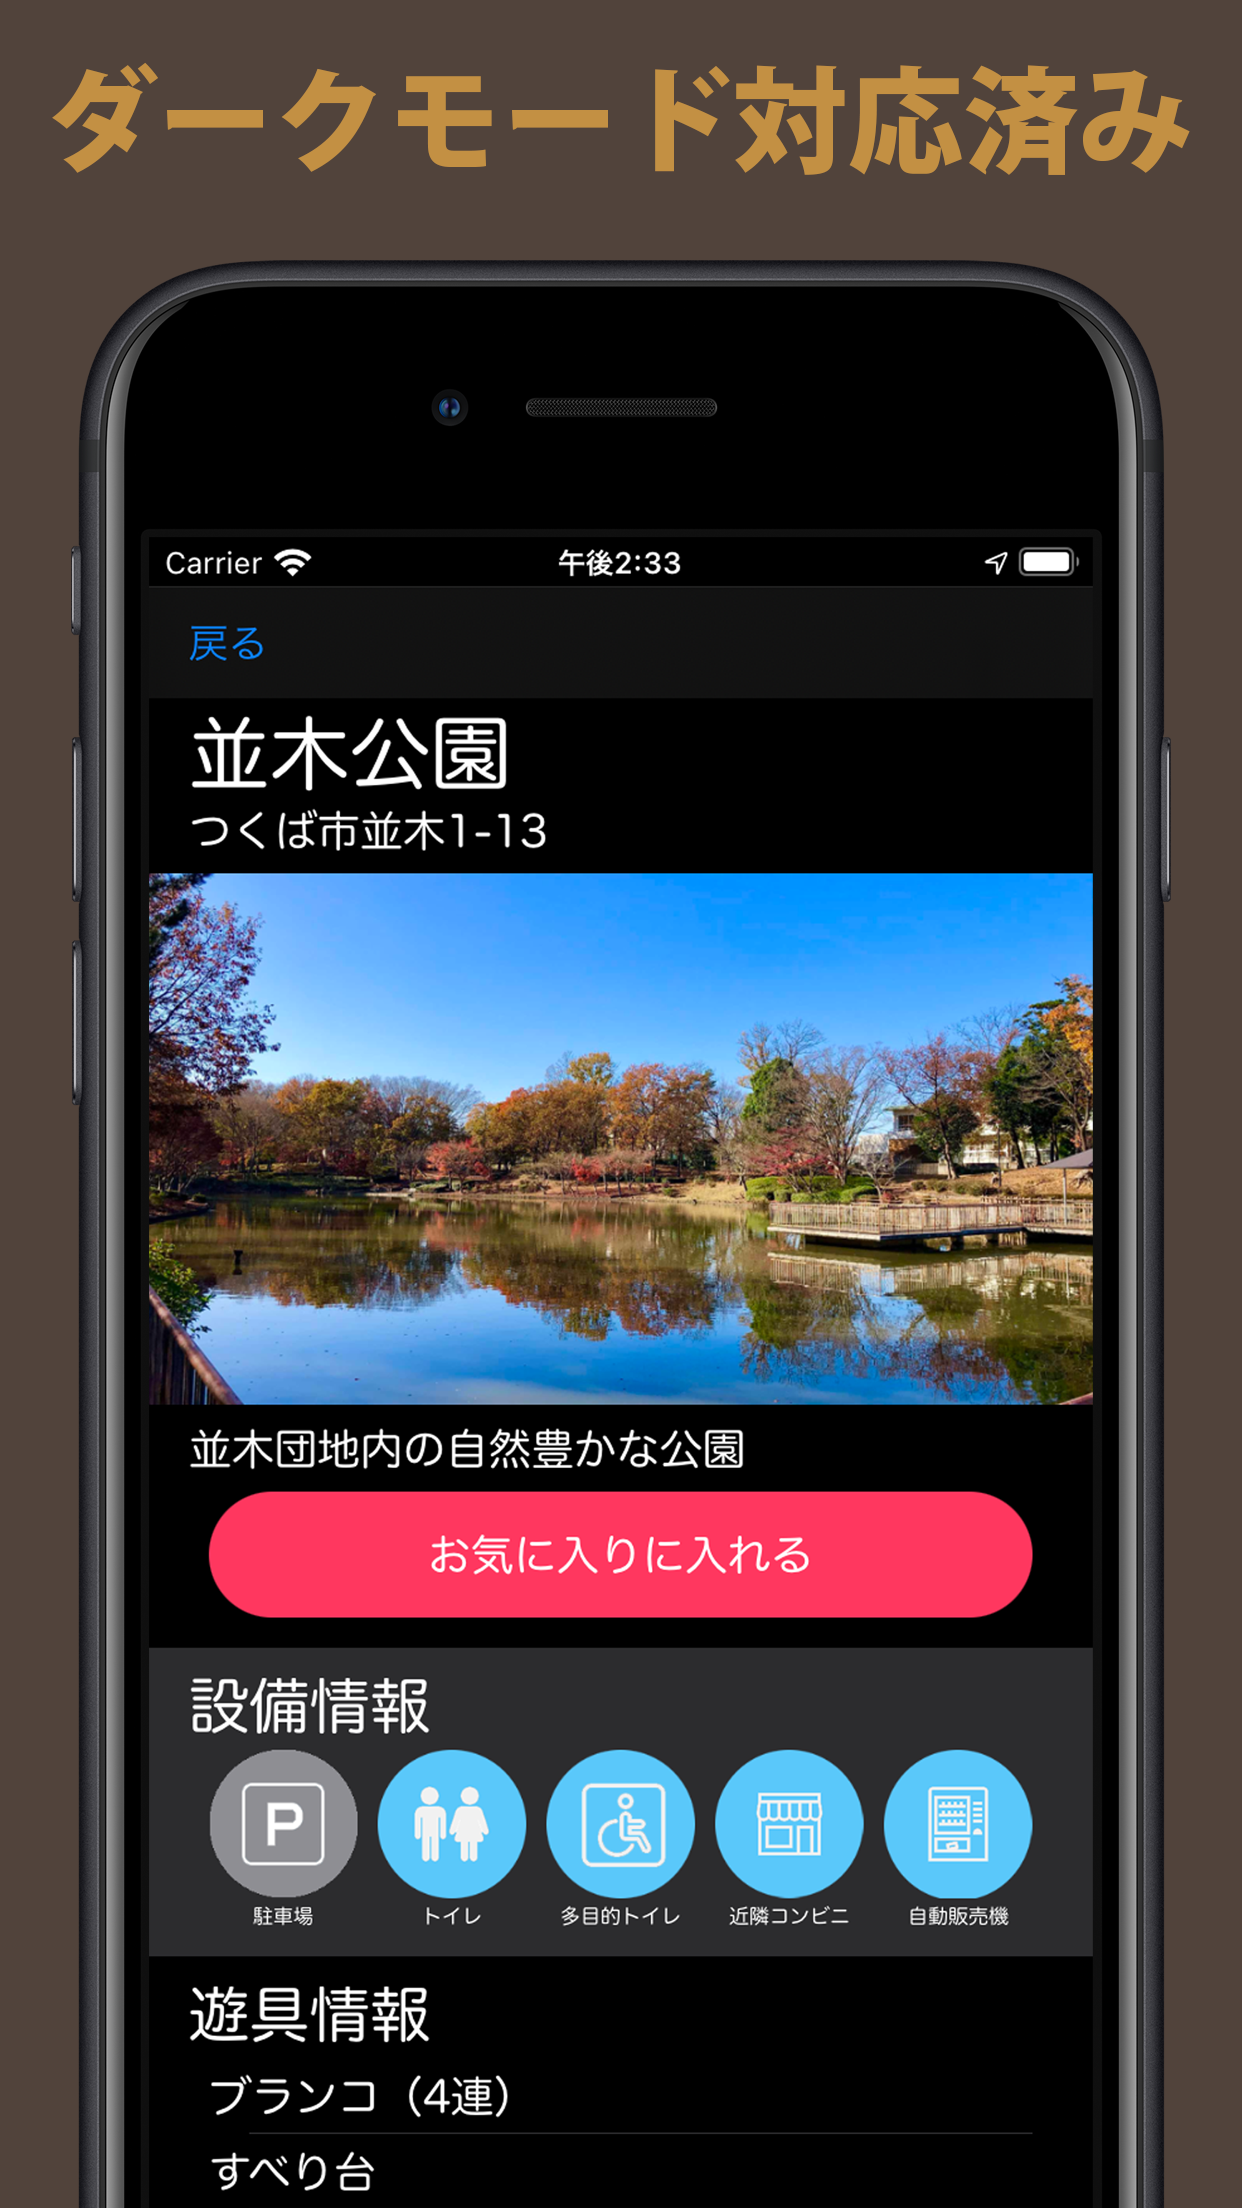 ダークモード対応済み
Carrier 午後2:33
戻る
並木公園
つくば市並木1-13
並木団地内の自然豊かな公園
お気に入りに入れる
設備情報
P
駐車場 トイレ 多目的トイレ 近隣コンビニ 自動販売機
遊具情報
ブランコ（4連）
すべり台